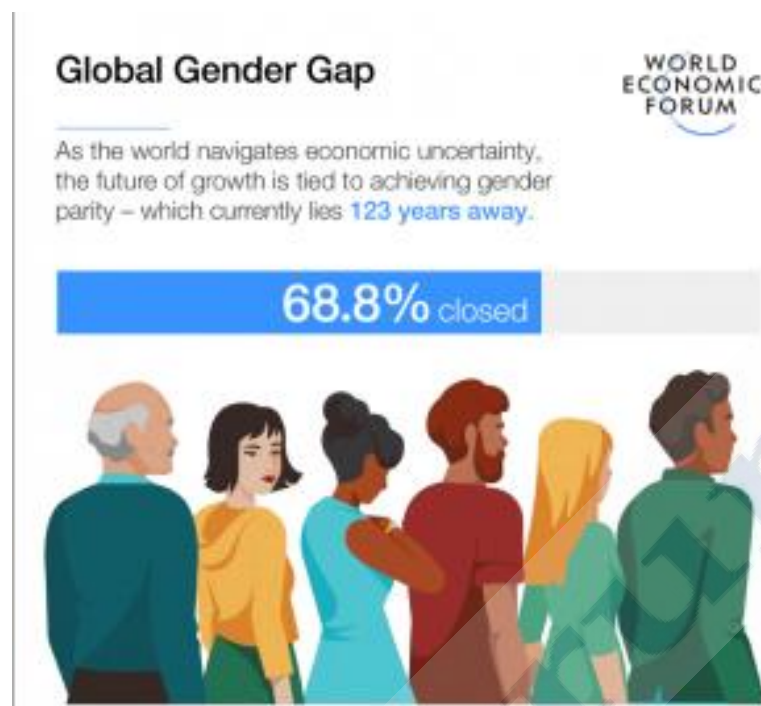 Global Gender Gap
WORLD
ECONOMIC
FORUM
As the world navigates economic uncertainty,
the future of growth is tied to achieving gender
parity – which currently lies 123 years away.
68.8% closed